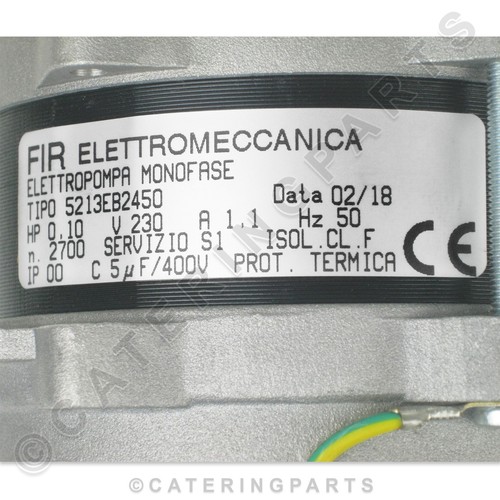 FIR ELETTROMECCANICA
ELETTROPOMPA MONOFASE
TIPO 5213EB2450 Data 02/18
HP 0.10 V 230 A 1.1 Hz 50
n. 2700 SERVIZIO S1 ISOL.CL.F
IP 00 C 5µF/400V PROT. TERMICA
CE
©CATERINGPARTS
©CATERINGPARTS